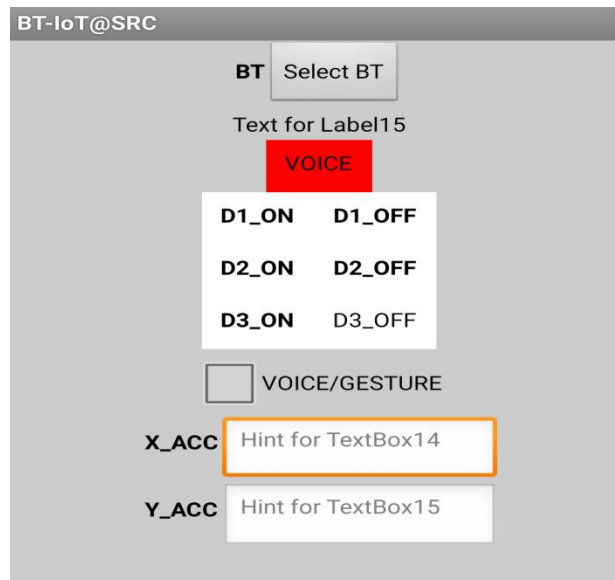 BT-IoT@SRC
BT Select BT
Text for Label15
VOICE
D1_ON D1_OFF
D2_ON D2_OFF
D3_ON D3_OFF
VOICE/GESTURE
X_ACC Hint for TextBox14
Y_ACC Hint for TextBox15